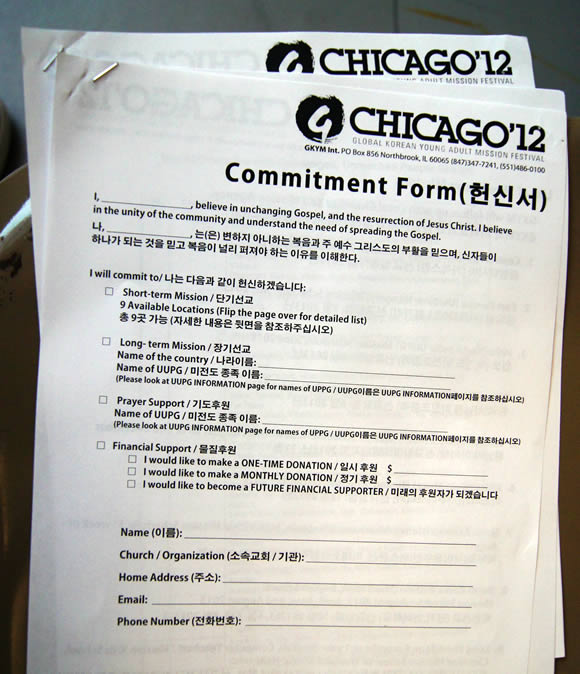 CHICAGO'12
YOUNG ADULT MISSION FESTIVAL
CHICAGO'12
GLOBAL KOREAN YOUNG ADULT MISSION FESTIVAL
GKYM Int. PO Box 856 Northbrook, IL 60065 (847)347-7241, (551)486-0100
Commitment Form(헌신서)
I, ________________, believe in unchanging Gospel, and the resurrection of Jesus Christ. I believe
in the unity of the community and understand the need of spreading the Gospel.
나, ________________, 는(은) 변하지 아니하는 복음과 주 예수 그리스도의 부활을 믿으며, 신자들이
하나가 되는 것을 믿고 복음이 널리 퍼져야 하는 이유를 이해한다.
I will commit to/ 나는 다음과 같이 헌신하겠습니다:
☐ Short-term Mission / 단기선교
9 Available Locations (Flip the page over for detailed list)
총 9곳 가능 (자세한 내용은 뒷면을 참조하주십시오)
☐ Long- term Mission / 장기선교
Name of the country / 나라이름: ________________
Name of UUPG / 미전도 종족 이름: ________________
(Please look at UUPG INFORMATION page for names of UPPG / UUPG이름은 UUPG INFORMATION페이지를 참조하십시오)
☐ Prayer Support / 기도후원
Name of UUPG / 미전도 종족 이름: ________________
(Please look at UUPG INFORMATION page for names of UPPG / UUPG이름은 UUPG INFORMATION페이지를 참조하십시오)
☐ Financial Support / 물질후원
☐ I would like to make a ONE-TIME DONATION / 일시 후원 $ ________________
☐ I would like to make a MONTHLY DONATION / 정기 후원 $ ________________
☐ I would like to become a FUTURE FINANCIAL SUPPORTER / 미래의 후원자가 되겠습니다
Name (이름): ________________
Church / Organization (소속교회 / 기관): ________________
Home Address (주소): ________________
Email: ________________
Phone Number (전화번호): ________________